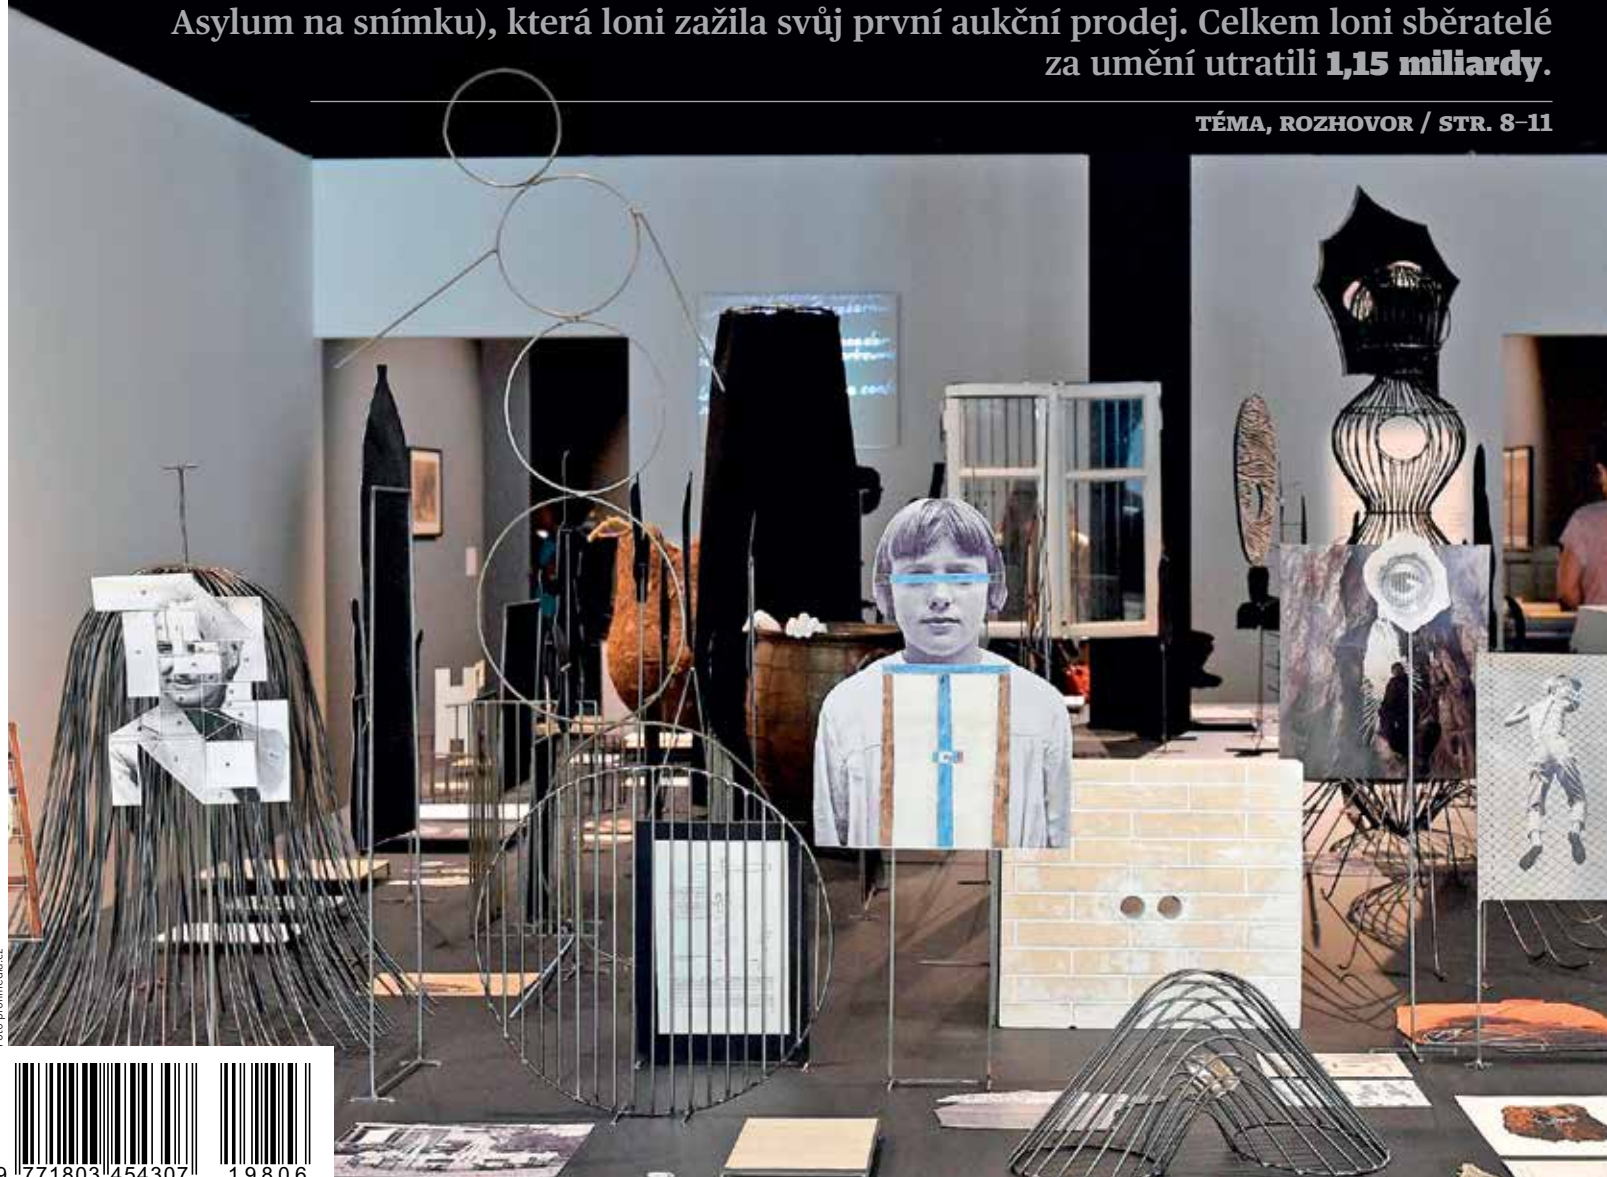 Asylum na snímku), která loni zažila svůj první aukční prodej. Celkem loni sběratelé
za umění utratili 1,15 miliardy.
TÉMA, ROZHOVOR / STR. 8–11
9 771803 454307 19806